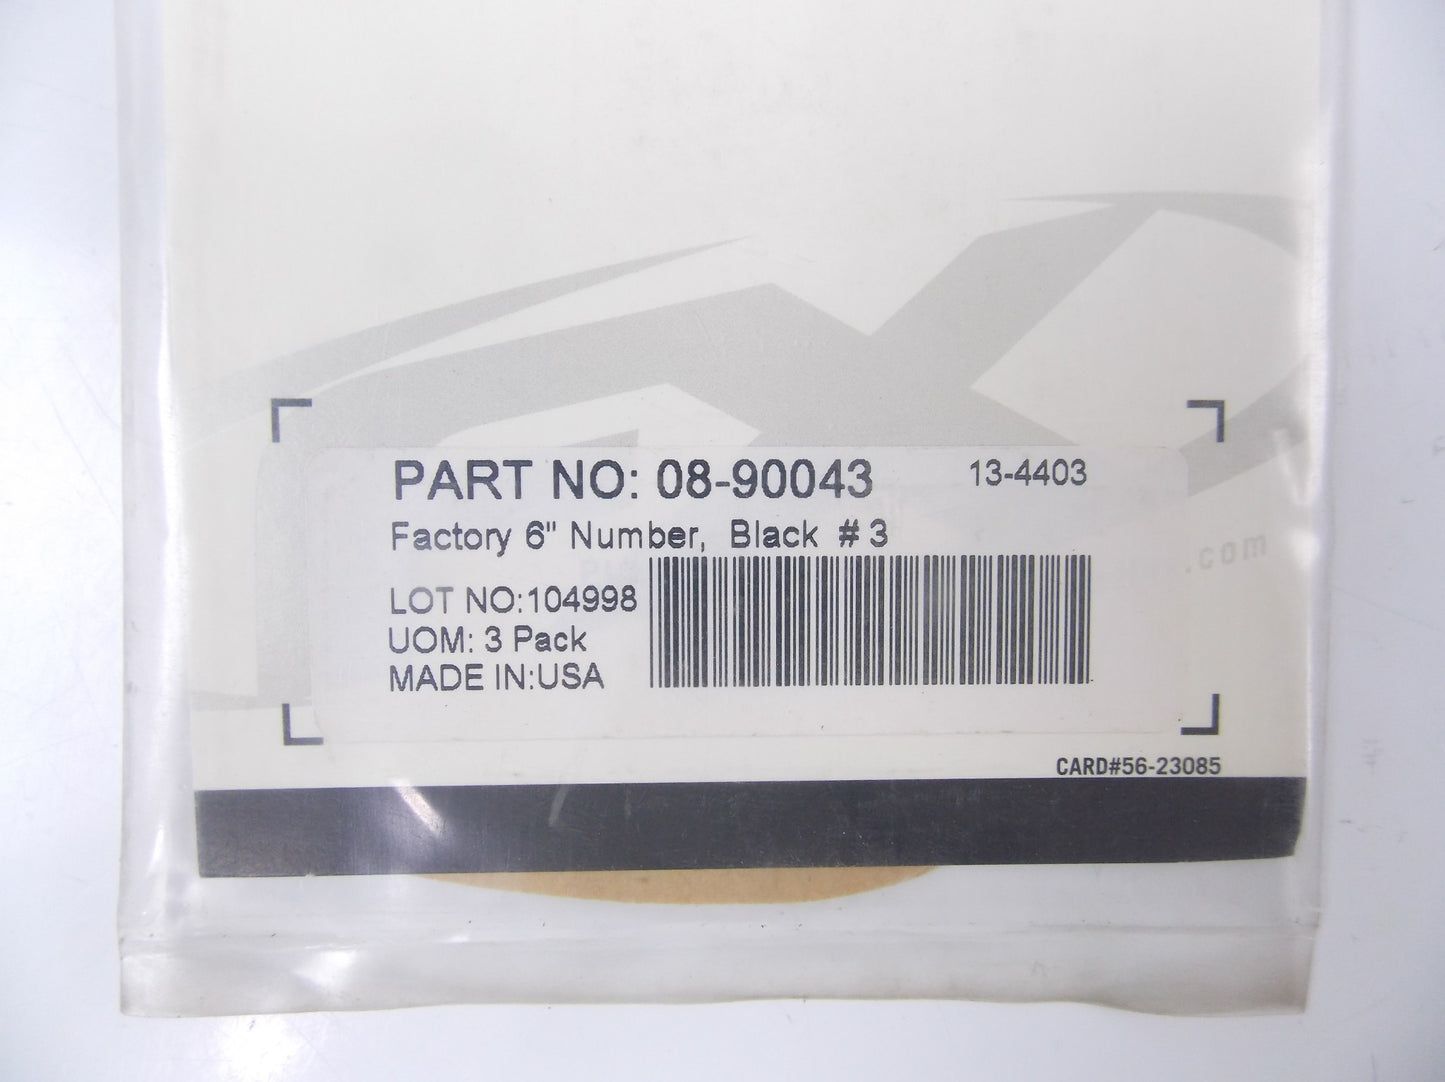 PART NO: 08-90043 13-4403
Factory 6" Number, Black # 3
.com
LOT NO:104998
UOM: 3 Pack
MADE IN:USA
CARD#56-23085